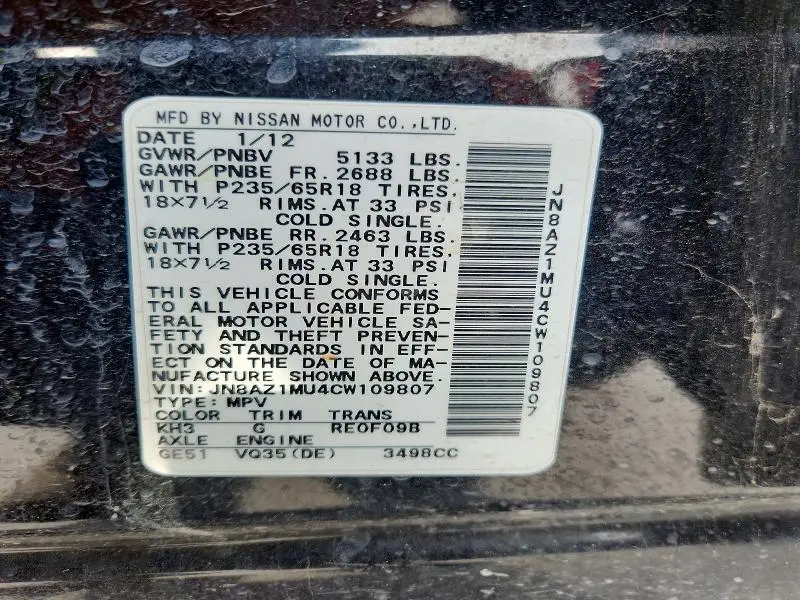 MFD BY NISSAN MOTOR CO.,LTD.
DATE 1/12
GVWR/PNBV 5133 LBS.
GAWR/PNBE FR. 2688 LBS.
WITH P235/65R18 TIRES,
18×7½ RIMS.AT 33 PSI
COLD SINGLE.
GAWR/PNBE RR. 2463 LBS.
WITH P235/65R18 TIRES,
18×7½ RIMS.AT 33 PSI
COLD SINGLE.
THIS VEHICLE CONFORMS
TO ALL APPLICABLE FED-
ERAL MOTOR VEHICLE SA-
FETY AND THEFT PREVEN-
TION STANDARDS IN EFF-
ECT ON THE DATE OF MA-
NUFACTURE SHOWN ABOVE.
VIN:JN8AZ1MU4CW109807
TYPE:MPV
COLOR TRIM TRANS
KH3 G RE0F09B
AXLE ENGINE
GE51 VQ35(DE) 3498CC
JN8AZ1MU4CW109807